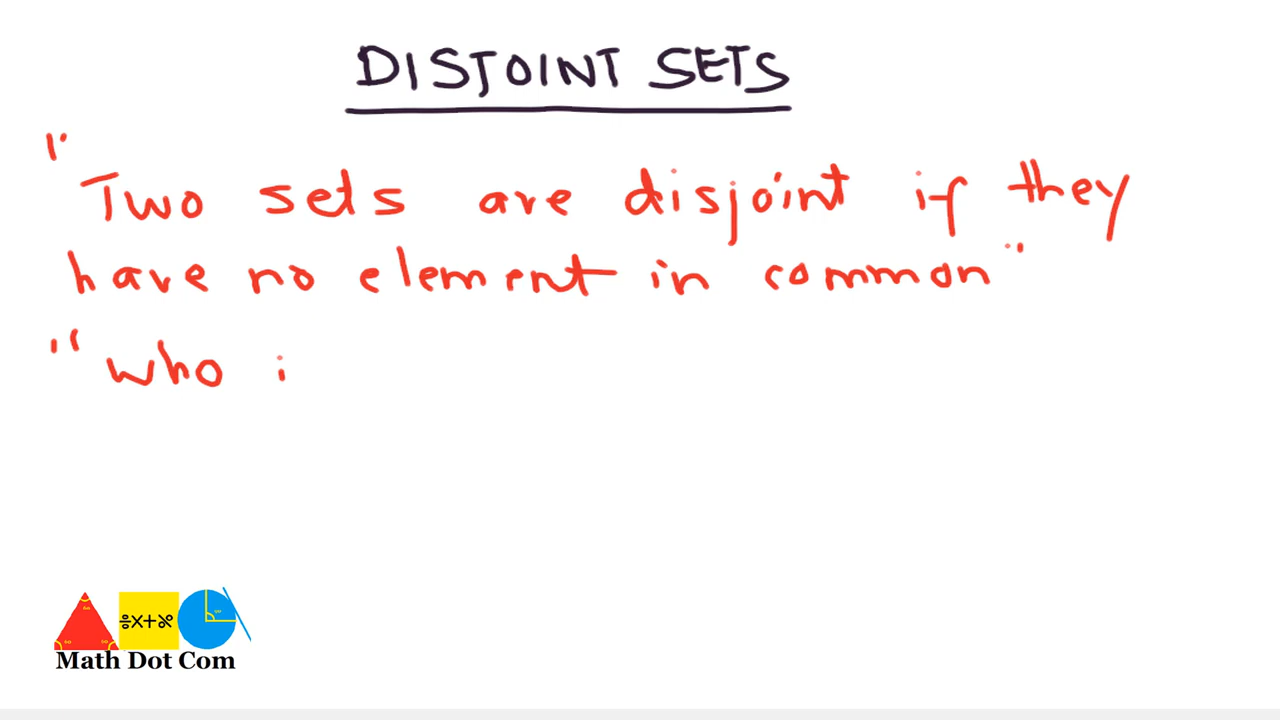 DISJOINT SETS
"Two sets are disjoint if they
have no element in common"
"who i
÷x+%
Math Dot Com